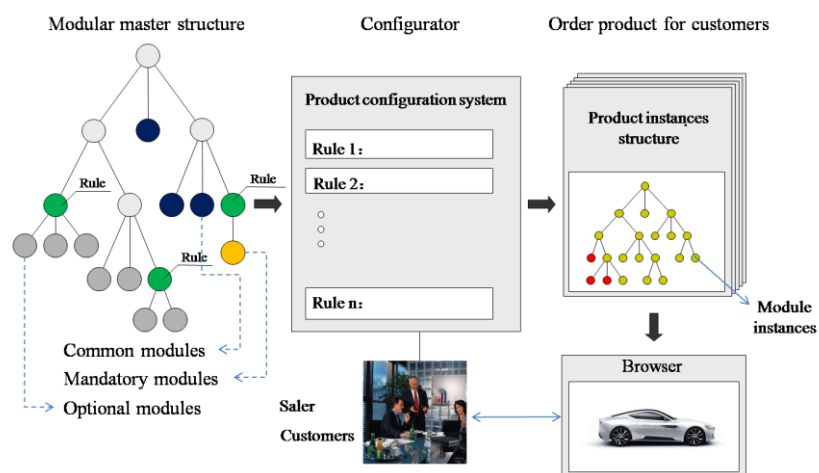 Modular master structure
Configurator
Order product for customers
Rule
Rule
Rule
Common modules
Mandatory modules
Optional modules
Product configuration system
Rule 1：
Rule 2：
Rule n：
Saler
Customers
Product instances
structure
Module
instances
Browser